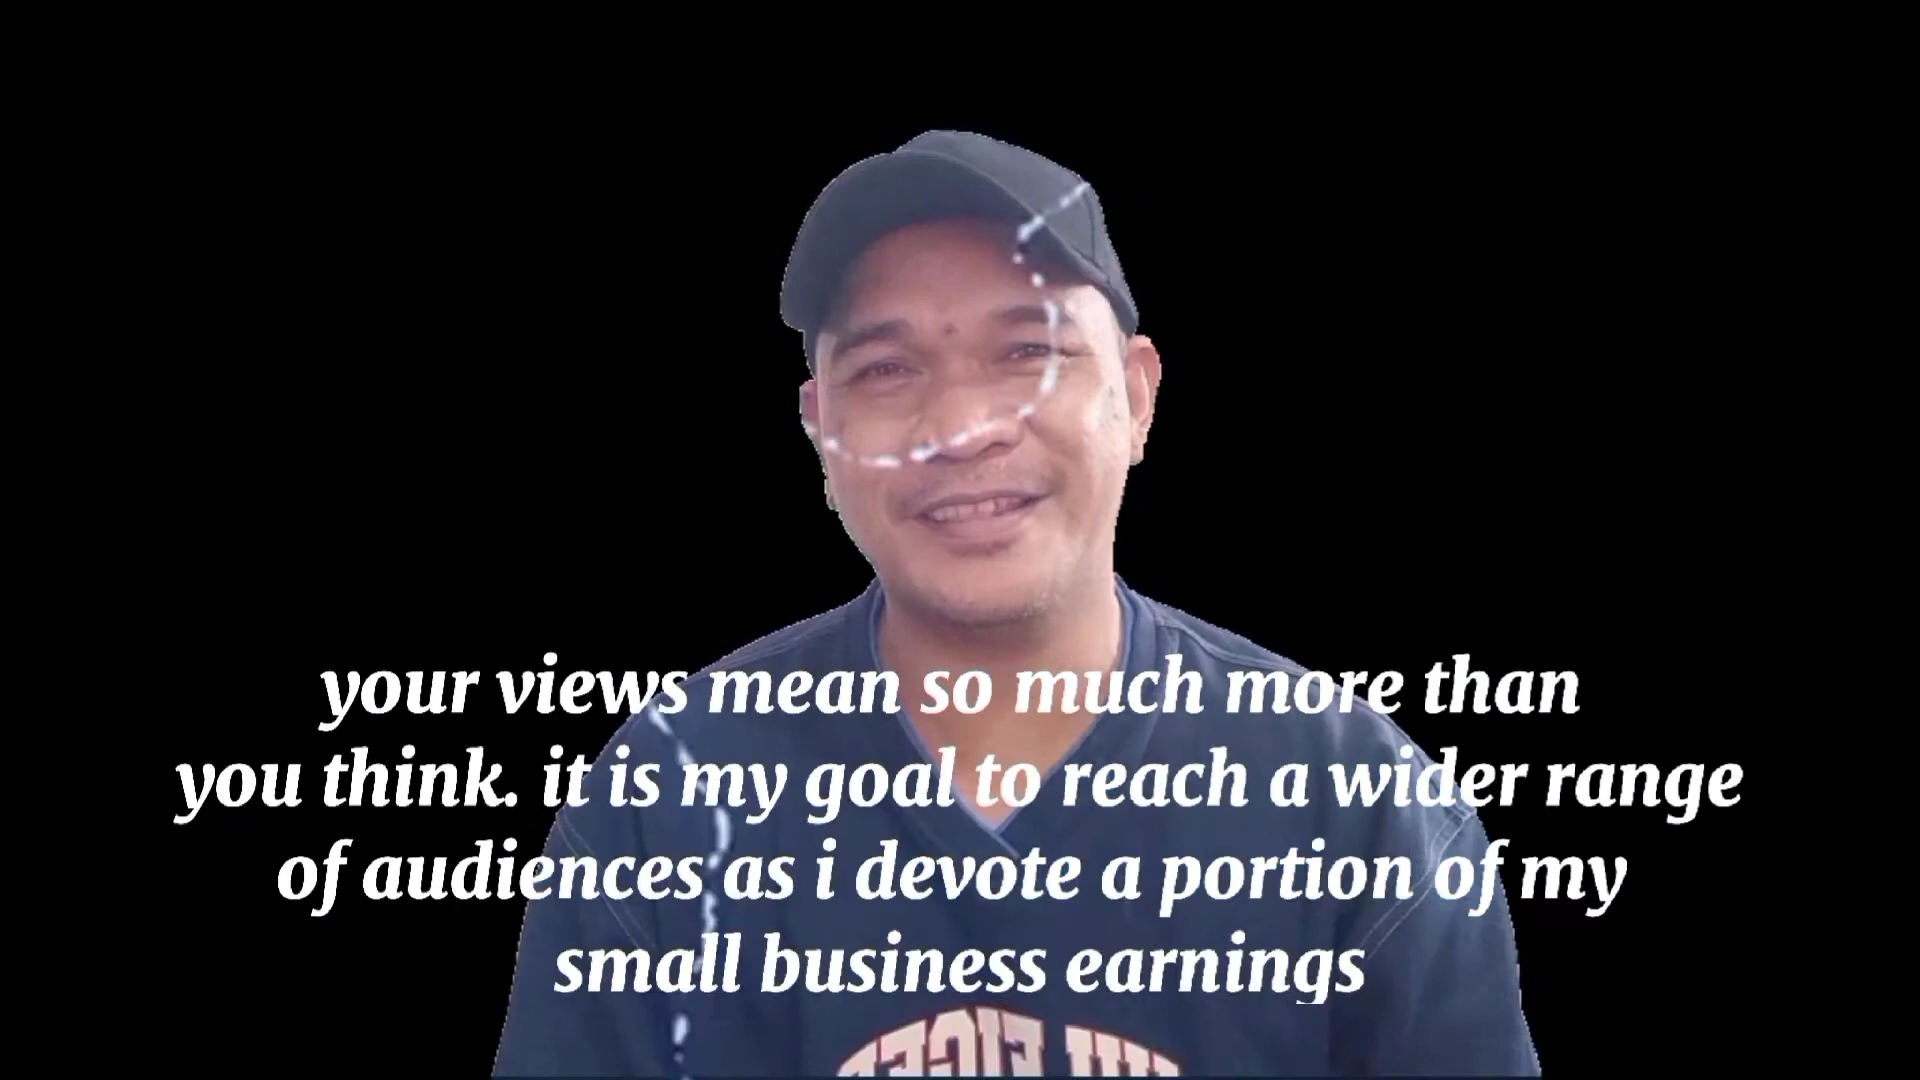 your views mean so much more than
you think. it is my goal to reach a wider range
of audiences as i devote a portion of my
small business earnings